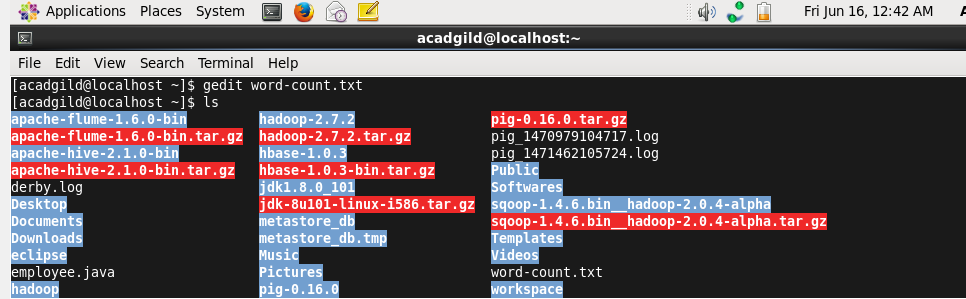 Applications Places System Fri Jun 16, 12:42 AM
acadgild@localhost:~
File Edit View Search Terminal Help
[acadgild@localhost ~]$ gedit word-count.txt
[acadgild@localhost ~]$ ls
apache-flume-1.6.0-bin hadoop-2.7.2 pig-0.16.0.tar.gz
apache-flume-1.6.0-bin.tar.gz hadoop-2.7.2.tar.gz pig_1470979104717.log
apache-hive-2.1.0-bin hbase-1.0.3 pig_1471462105724.log
apache-hive-2.1.0-bin.tar.gz hbase-1.0.3-bin.tar.gz Public
derby.log jdk1.8.0_101 Softwares
Desktop jdk-8u101-linux-i586.tar.gz sqoop-1.4.6.bin__hadoop-2.0.4-alpha
Documents metastore_db sqoop-1.4.6.bin__hadoop-2.0.4-alpha.tar.gz
Downloads metastore_db.tmp Templates
eclipse Music Videos
employee.java Pictures word-count.txt
hadoop pig-0.16.0 workspace